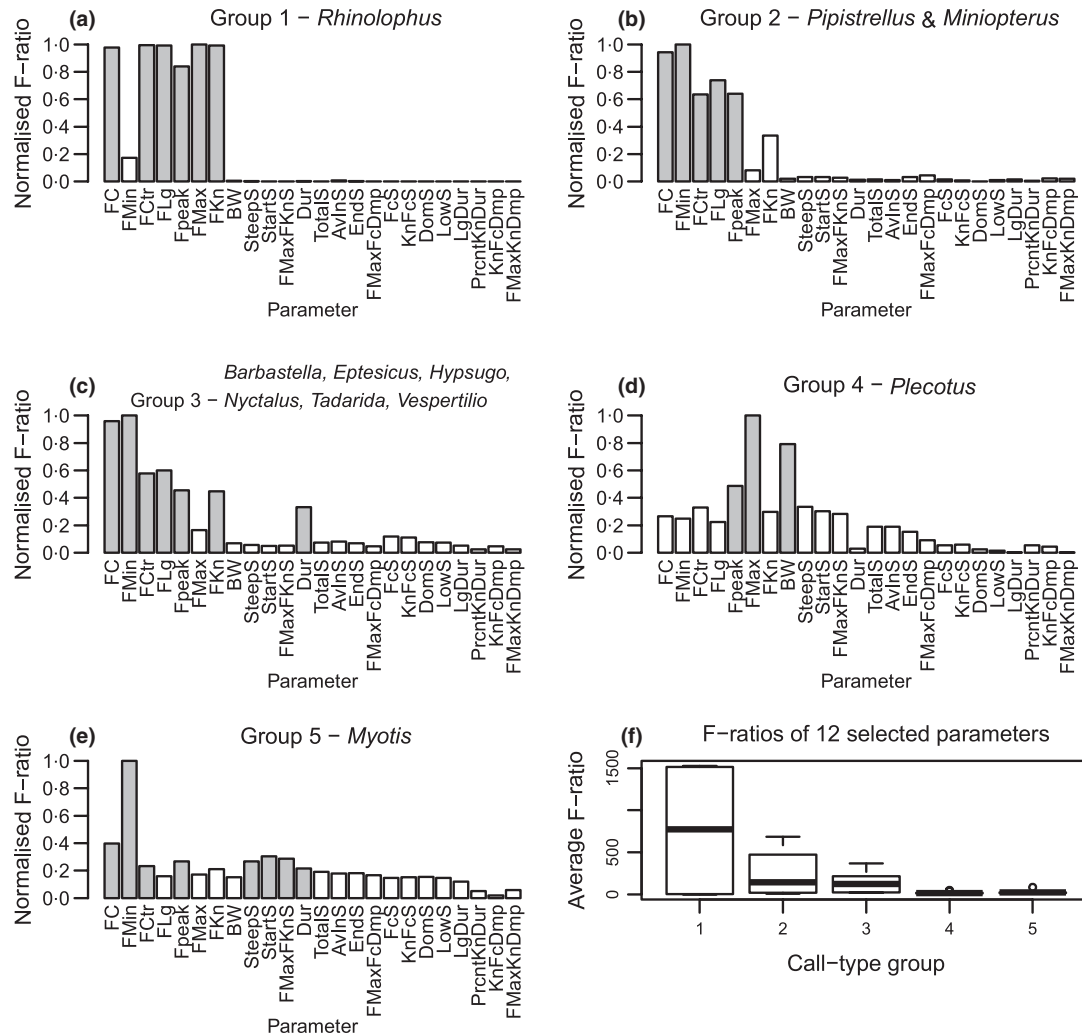 (a) Group 1 – Rhinolophus
Normalised F–ratio
1·0
0·8
0·6
0·4
0·2
0·0
FC
FMin
FCtr
FLg
Fpeak
FMax
FKn
BW
SteepS
StartS
FMaxFKnS
Dur
TotalS
AvInS
EndS
FMaxFcDmp
FcS
KnFcS
DomS
LowS
LgDur
PrcntKnDur
KnFcDmp
FMaxKnDmp
Parameter
(b) Group 2 – Pipistrellus & Miniopterus
Normalised F–ratio
1·0
0·8
0·6
0·4
0·2
0·0
FC
FMin
FCtr
FLg
Fpeak
FMax
FKn
BW
SteepS
StartS
FMaxFKnS
Dur
TotalS
AvInS
EndS
FMaxFcDmp
FcS
KnFcS
DomS
LowS
LgDur
PrcntKnDur
KnFcDmp
FMaxKnDmp
Parameter
(c) Barbastella, Eptesicus, Hypsugo,
Group 3 – Nyctalus, Tadarida, Vespertilio
Normalised F–ratio
1·0
0·8
0·6
0·4
0·2
0·0
FC
FMin
FCtr
FLg
Fpeak
FMax
FKn
BW
SteepS
StartS
FMaxFKnS
Dur
TotalS
AvInS
EndS
FMaxFcDmp
FcS
KnFcS
DomS
LowS
LgDur
PrcntKnDur
KnFcDmp
FMaxKnDmp
Parameter
(d) Group 4 – Plecotus
Normalised F–ratio
1·0
0·8
0·6
0·4
0·2
0·0
FC
FMin
FCtr
FLg
Fpeak
FMax
FKn
BW
SteepS
StartS
FMaxFKnS
Dur
TotalS
AvInS
EndS
FMaxFcDmp
FcS
KnFcS
DomS
LowS
LgDur
PrcntKnDur
KnFcDmp
FMaxKnDmp
Parameter
(e) Group 5 – Myotis
Normalised F–ratio
1·0
0·8
0·6
0·4
0·2
0·0
FC
FMin
FCtr
FLg
Fpeak
FMax
FKn
BW
SteepS
StartS
FMaxFKnS
Dur
TotalS
AvInS
EndS
FMaxFcDmp
FcS
KnFcS
DomS
LowS
LgDur
PrcntKnDur
KnFcDmp
FMaxKnDmp
Parameter
(f) F–ratios of 12 selected parameters
Average F–ratio
1500
500
0
1 2 3 4 5
Call–type group